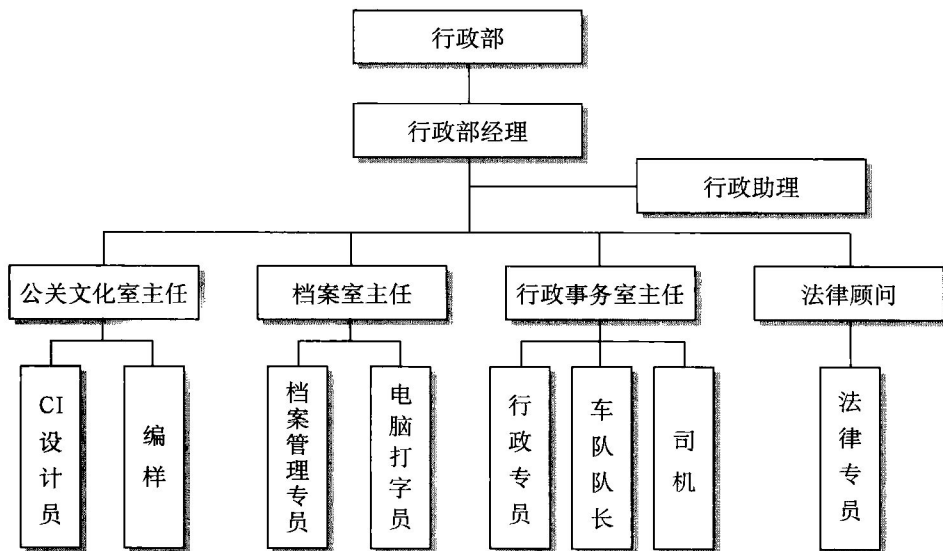 行政部
行政部经理
行政助理
公关文化室主任
档案室主任
行政事务室主任
法律顾问
CI设计员
编样
档案管理专员
电脑打字员
行政专员
车队队长
司机
法律专员